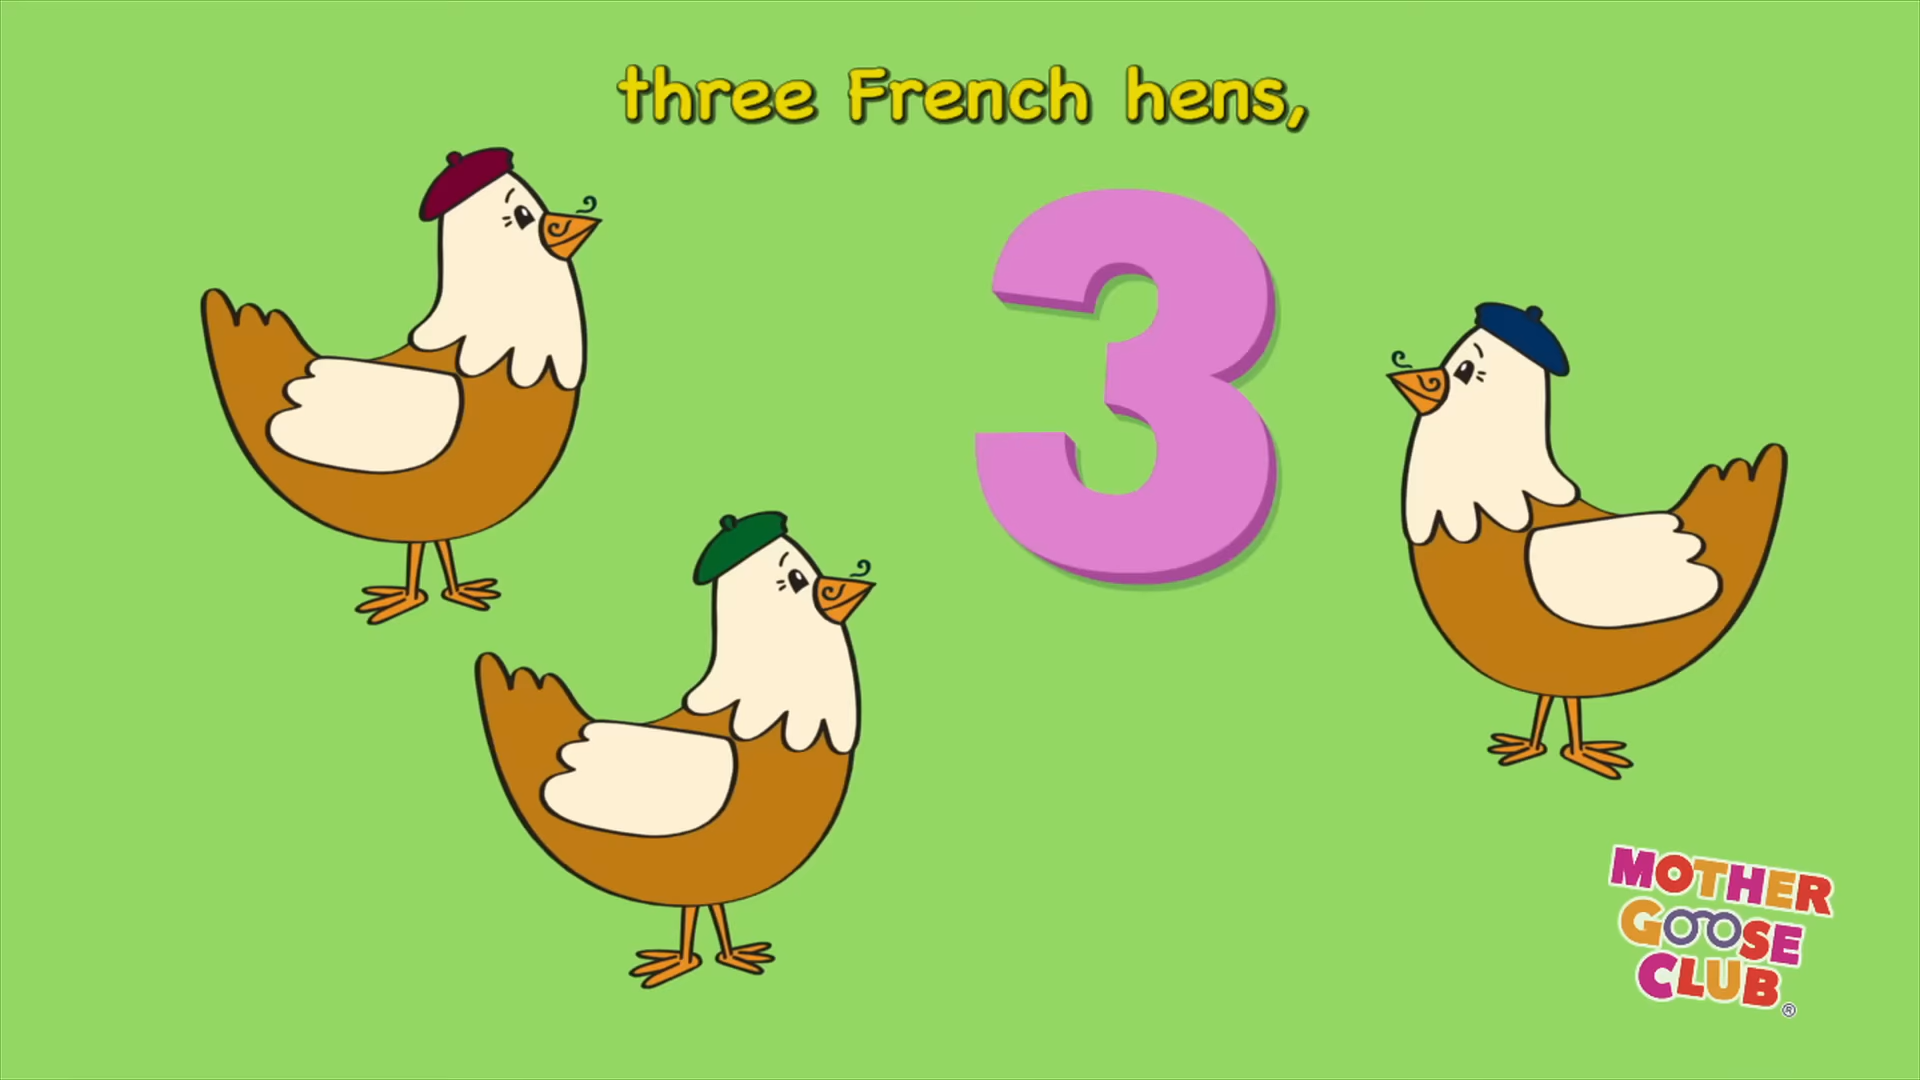 three French hens,
3
MOTHER
GOOSE
CLUB
®